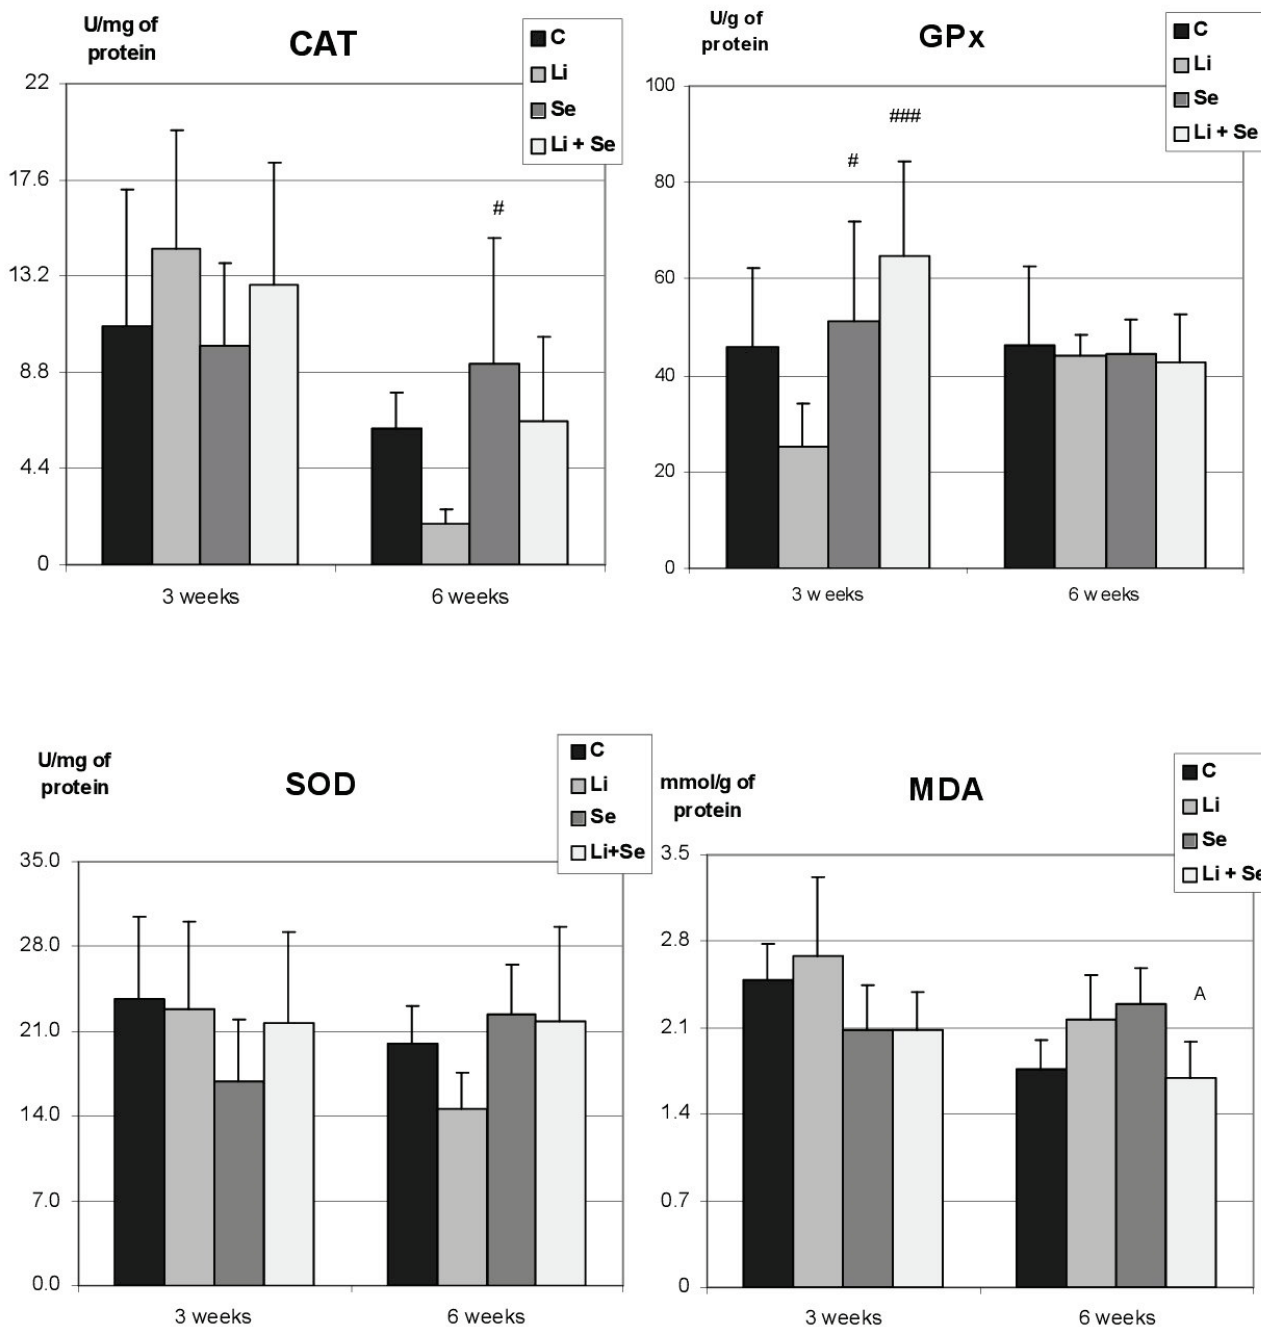 U/mg of
protein
CAT
C
Li
Se
Li + Se
22
17.6
13.2
8.8
4.4
0
#
3 weeks
6 weeks
U/g of
protein
GPx
C
Li
Se
Li + Se
100
80
60
40
20
0
#
###
3 weeks
6 weeks
U/mg of
protein
SOD
C
Li
Se
Li+Se
35.0
28.0
21.0
14.0
7.0
0.0
3 weeks
6 weeks
mmol/g of
protein
MDA
C
Li
Se
Li + Se
3.5
2.8
2.1
1.4
0.7
0
A
3 weeks
6 weeks